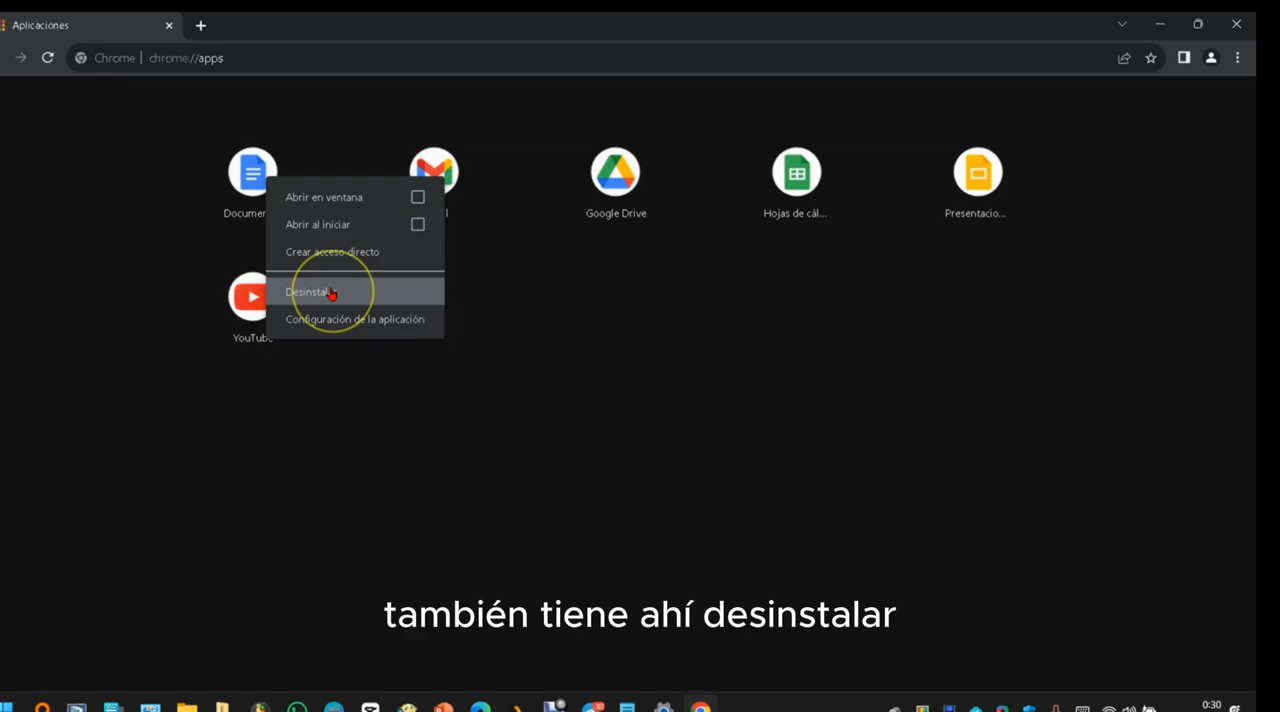 Aplicaciones
Chrome | chrome://apps
Abrir en ventana
Abrir al iniciar
Crear acceso directo
Desinstalar
Configuración de la aplicación
Google Drive
Hojas de cál...
Presentacio...
YouTube
también tiene ahí desinstalar
0:30